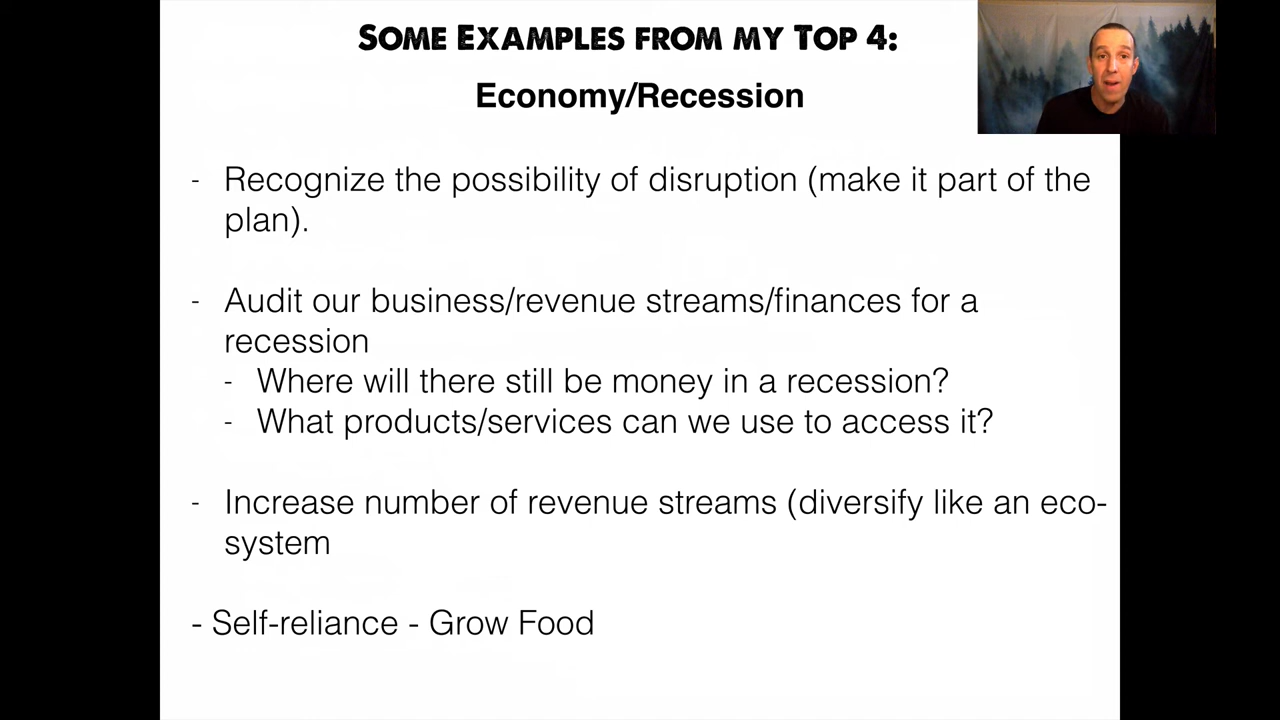 SOME EXAMPLES FROM MY TOP 4:
Economy/Recession
- Recognize the possibility of disruption (make it part of the
plan).
- Audit our business/revenue streams/finances for a
recession
- Where will there still be money in a recession?
- What products/services can we use to access it?
- Increase number of revenue streams (diversify like an eco-
system
- Self-reliance - Grow Food